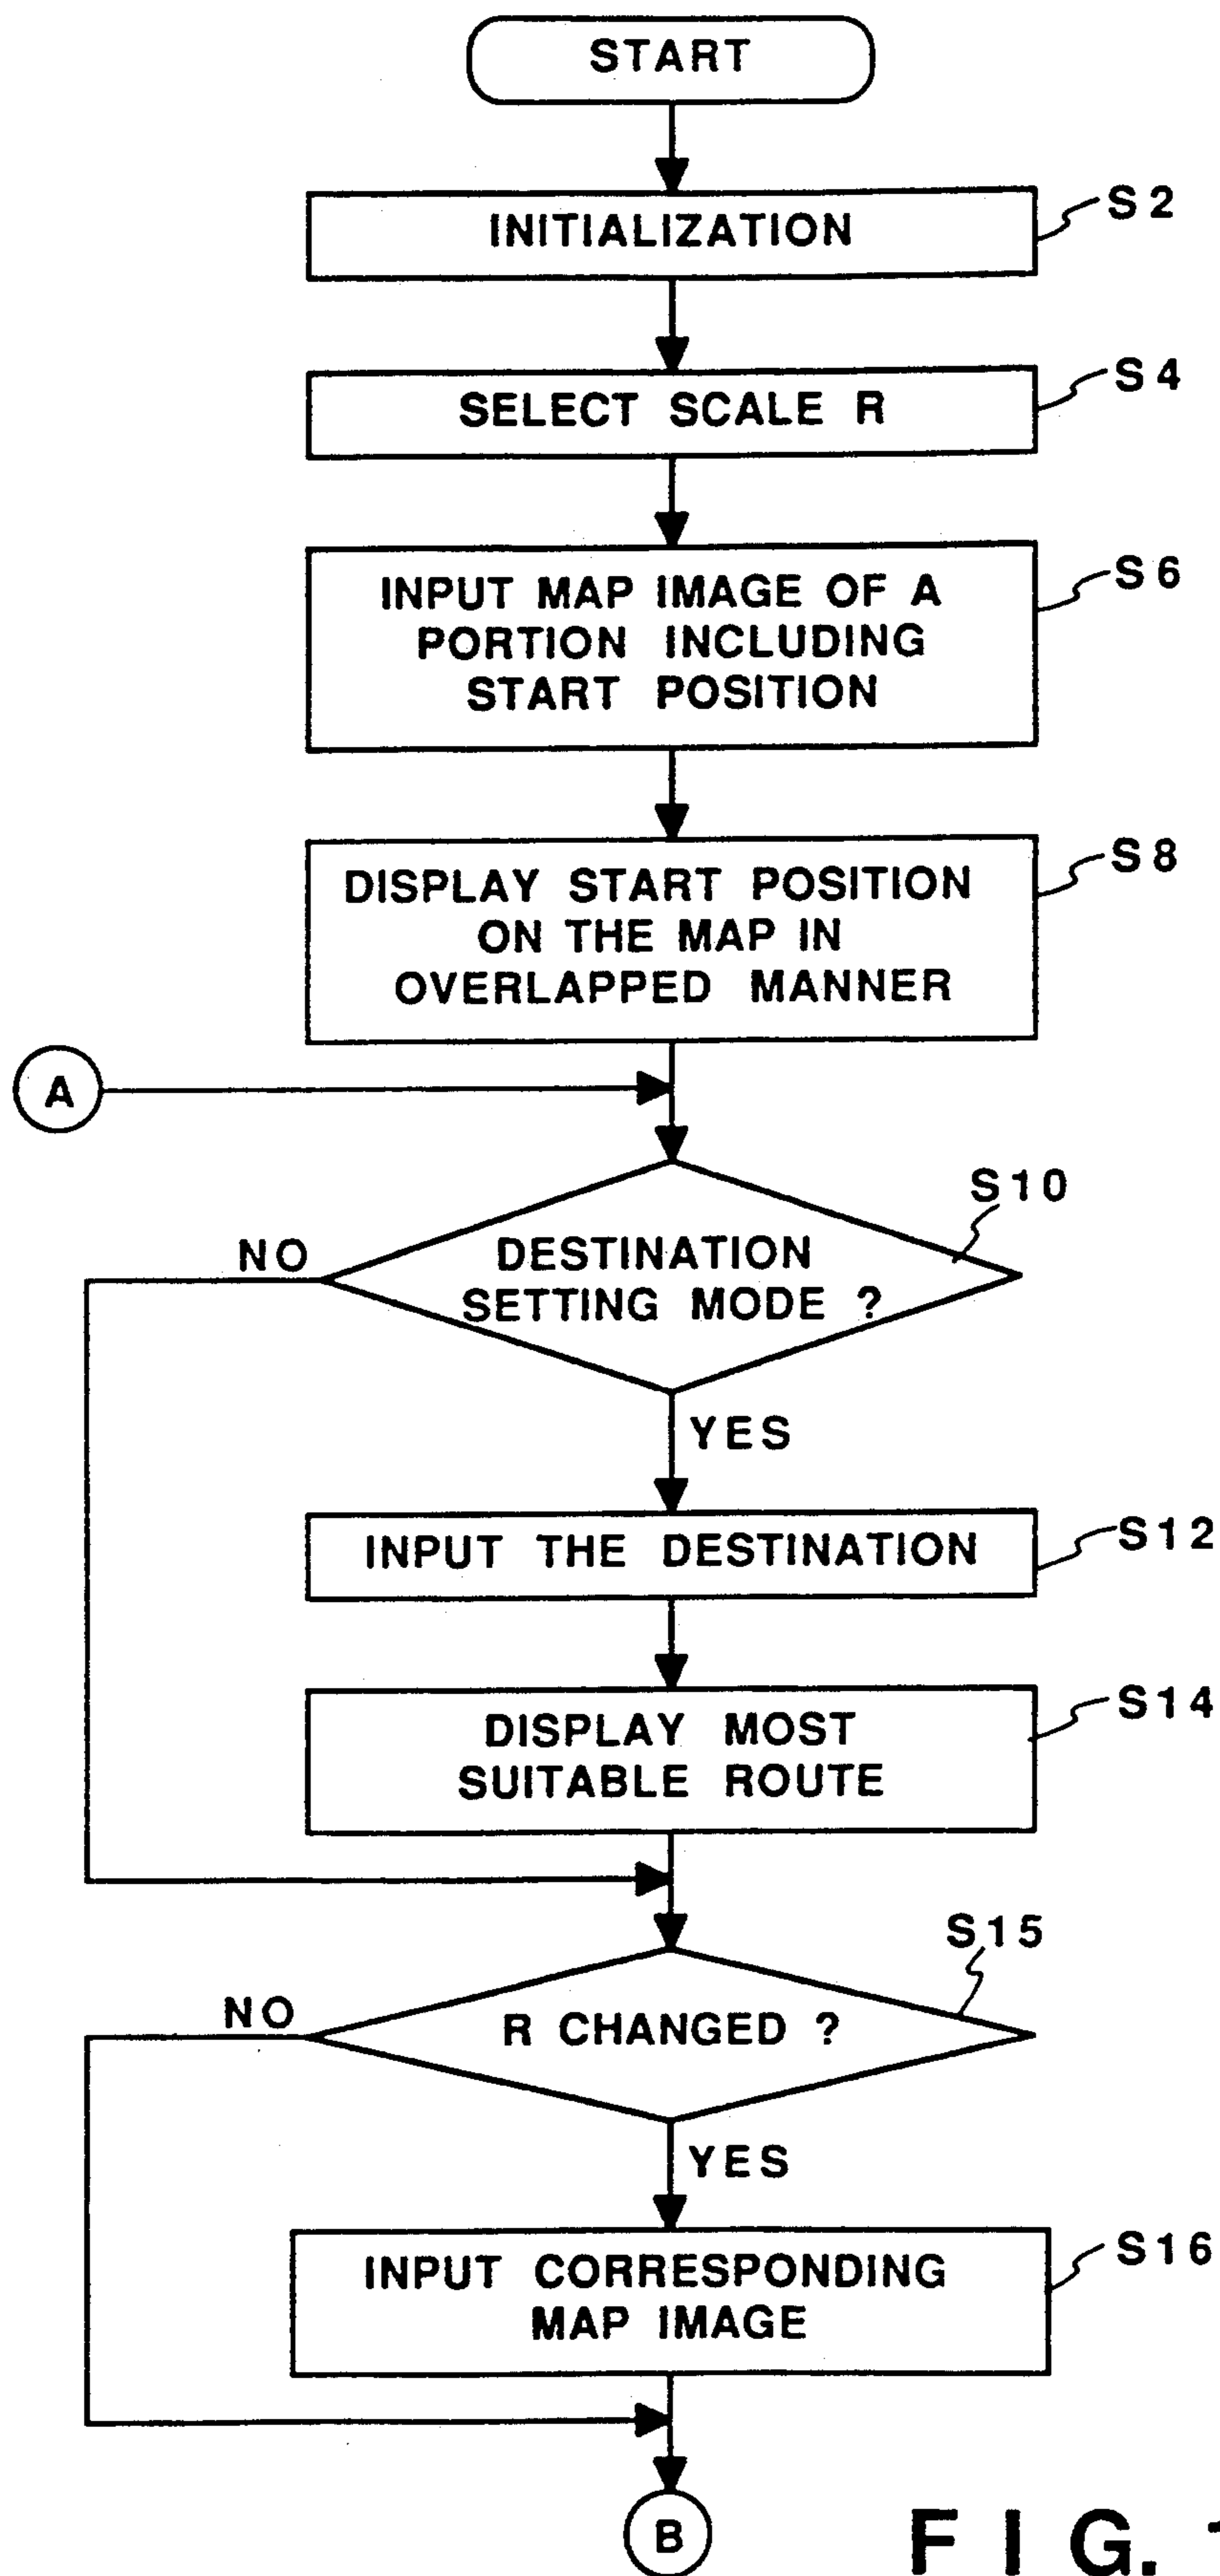 START
INITIALIZATION
S2
SELECT SCALE R
S4
INPUT MAP IMAGE OF A
PORTION INCLUDING
START POSITION
S6
DISPLAY START POSITION
ON THE MAP IN
OVERLAPPED MANNER
S8
A
DESTINATION
SETTING MODE ?
S10
NO
YES
INPUT THE DESTINATION
S12
DISPLAY MOST
SUITABLE ROUTE
S14
R CHANGED ?
S15
NO
YES
INPUT CORRESPONDING
MAP IMAGE
S16
B
FIG.